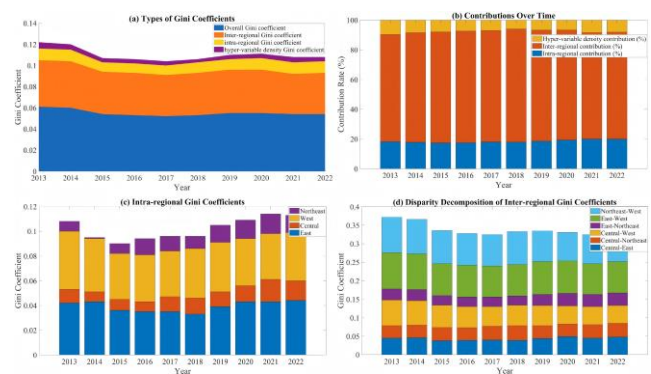 (a) Types of Gini Coefficients
Overall Gini coefficient
Inter-regional Gini Coefficient
intra-regional Gini Coefficient
hyper-variable density Gini coefficient
0.14
0.12
0.1
0.08
0.06
0.04
0.02
0
Gini Coefficient
2013 2014 2015 2016 2017 2018 2019 2020 2021 2022
Year
(b) Contributions Over Time
Hyper-variable density contribution (%)
Inter-regional contribution (%)
Intra-regional contribution (%)
100
80
60
40
20
0
Contribution Rate (%)
2013 2014 2015 2016 2017 2018 2019 2020 2021 2022
Year
(c) Intra-regional Gini Coefficients
Northeast
West
Central
East
0.12
0.1
0.08
0.06
0.04
0.02
0
Gini Coefficient
2013 2014 2015 2016 2017 2018 2019 2020 2021 2022
Year
(d) Disparity Decomposition of Inter-regional Gini Coefficients
Northeast-West
East-West
East-Northeast
Central-West
Central-Northeast
Central-East
0.4
0.35
0.3
0.25
0.2
0.15
0.1
0.05
0
Gini Coefficient
2013 2014 2015 2016 2017 2018 2019 2020 2021 2022
Year